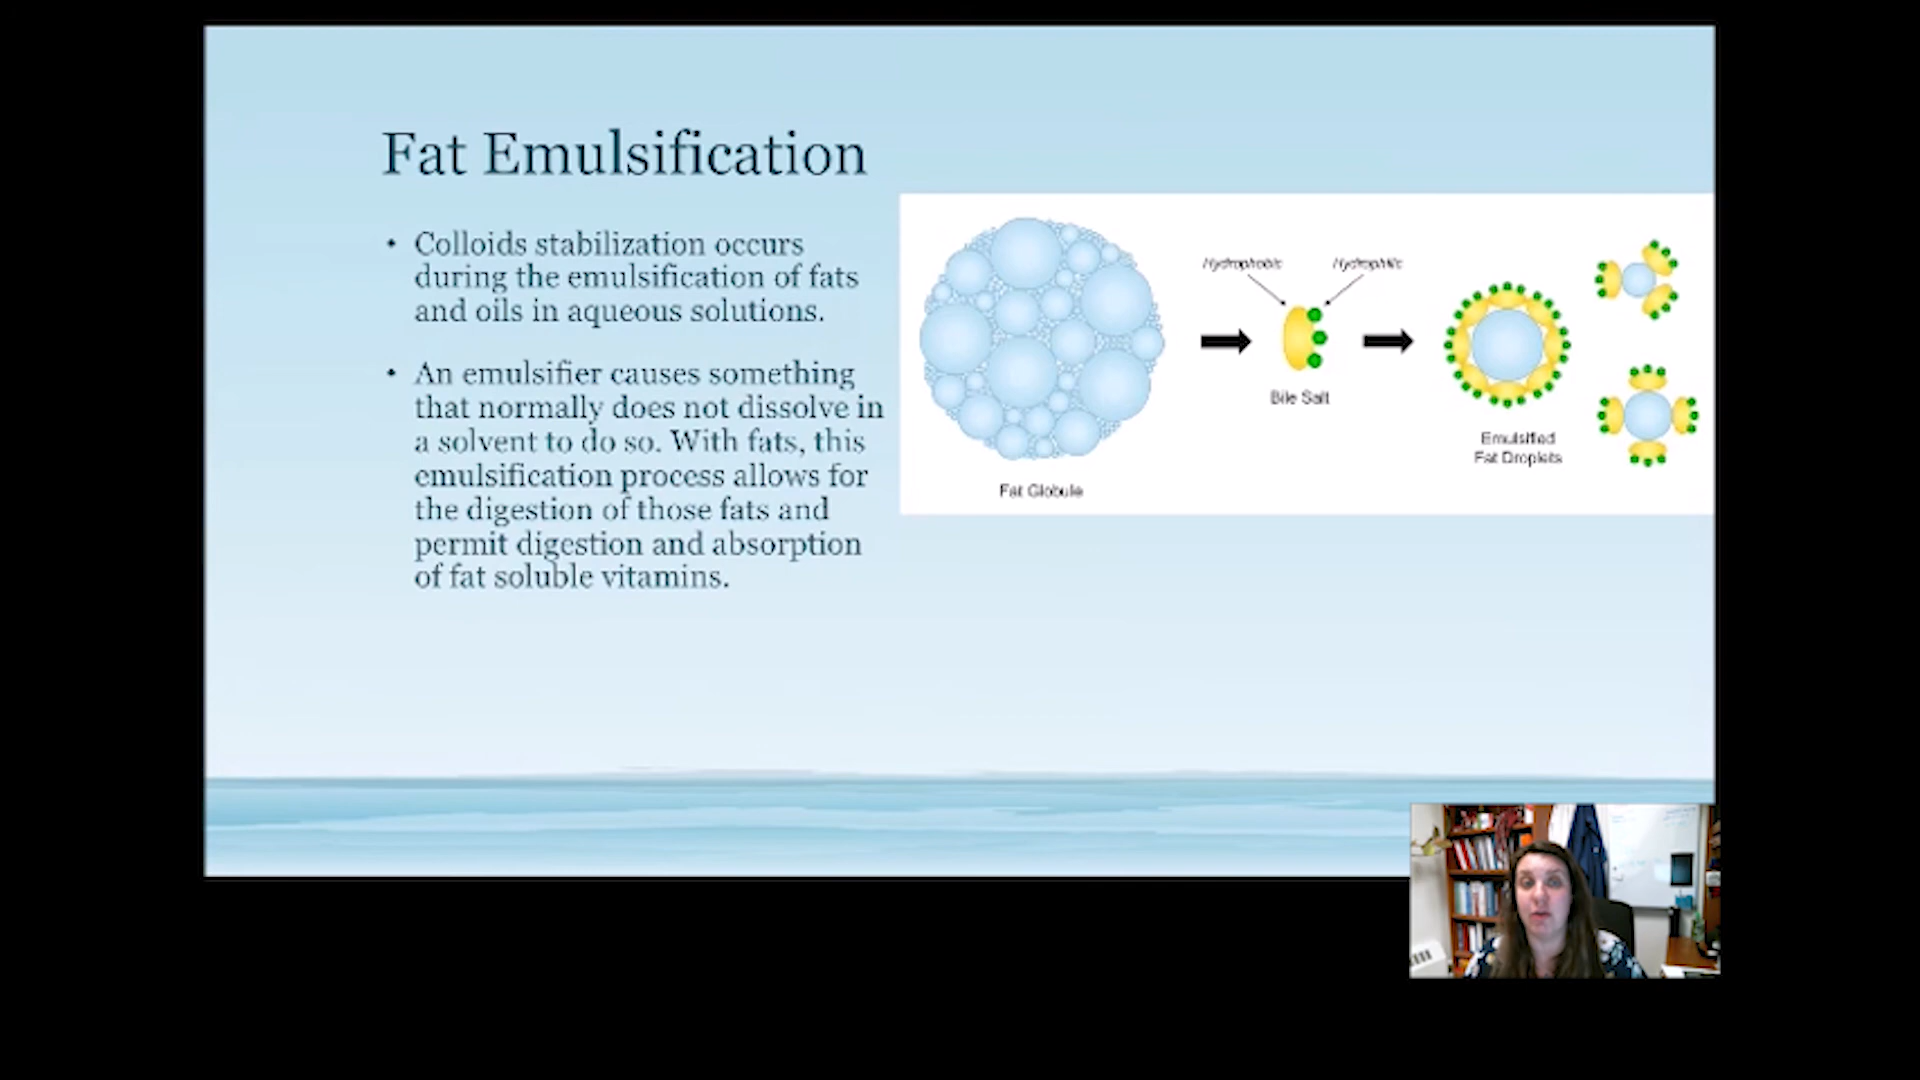 Fat Emulsification
• Colloids stabilization occurs
during the emulsification of fats
and oils in aqueous solutions.
• An emulsifier causes something
that normally does not dissolve in
a solvent to do so. With fats, this
emulsification process allows for
the digestion of those fats and
permit digestion and absorption
of fat soluble vitamins.
Hydrophobic Hydrophilic
Bile Salt
Emulsified
Fat Droplets
Fat Globule